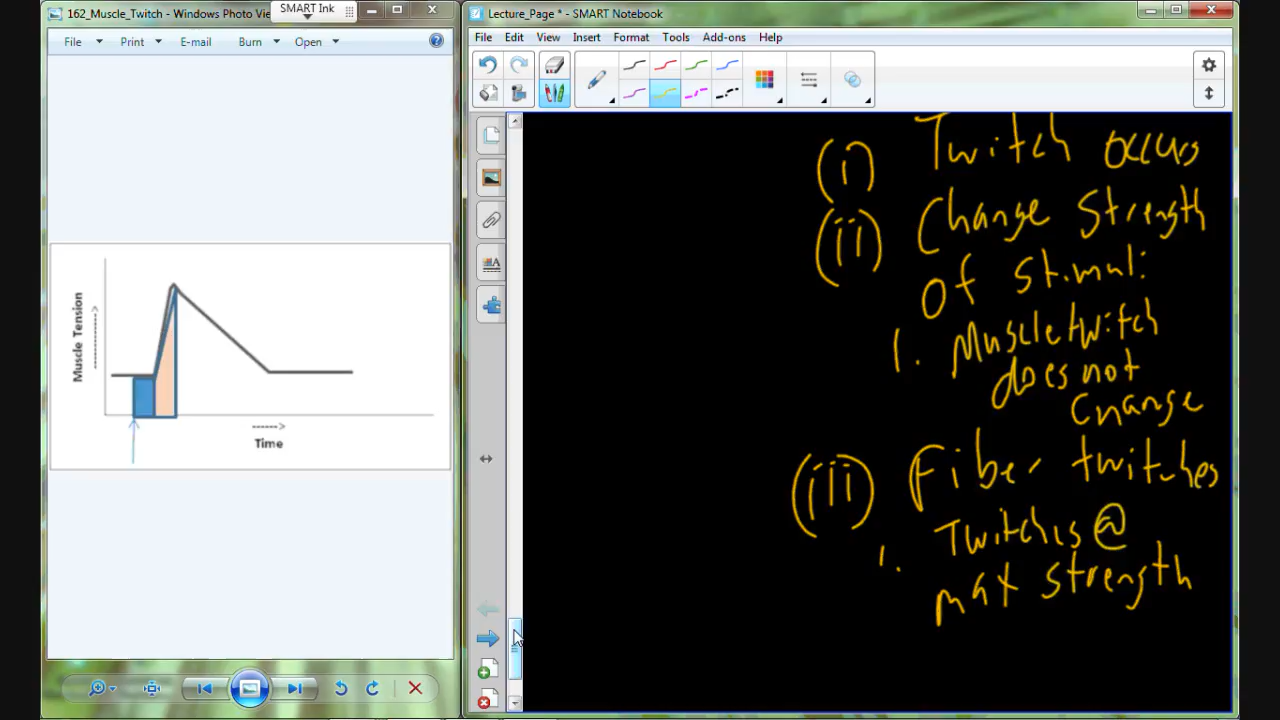 162_Muscle_Twitch - Windows Photo Vie
SMART Ink
File Print E-mail Burn Open
Muscle Tension
---------->
----->
Time
Lecture_Page * - SMART Notebook
File Edit View Insert Format Tools Add-ons Help
(i) Twitch occurs
(ii) Change Strength
Of Stimuli
1. Muscle twitch
does not
Change
(iii) Fiber twitches
1. Twitches @
max strength